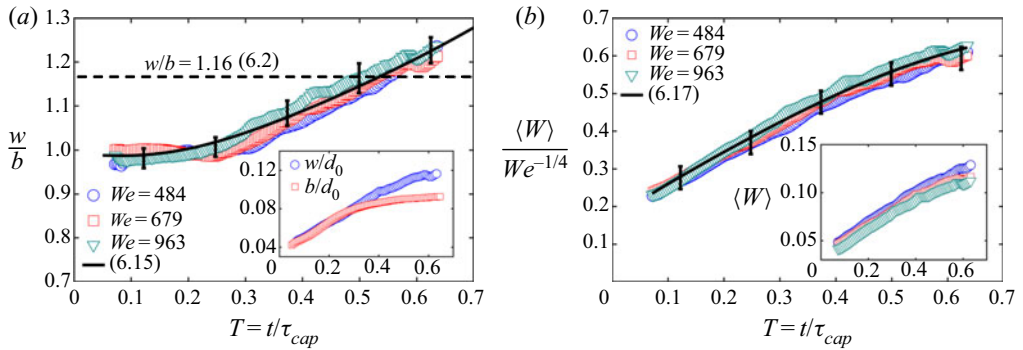 (a)
1.3
1.2
1.1
1.0
0.9
0.8
0.7
w/b
w/b = 1.16 (6.2)
We = 484
We = 679
We = 963
(6.15)
0.12
0.08
0.04
w/d0
b/d0
0 0.2 0.4 0.6
0 0.1 0.2 0.3 0.4 0.5 0.6 0.7
T = t/τcap
(b)
0.7
0.6
0.5
0.4
0.3
0.2
0.1
⟨W⟩
We−1/4
We = 484
We = 679
We = 963
(6.17)
0.15
0.10
0.05
⟨W⟩
0 0.2 0.4 0.6
0 0.1 0.2 0.3 0.4 0.5 0.6 0.7
T = t/τcap